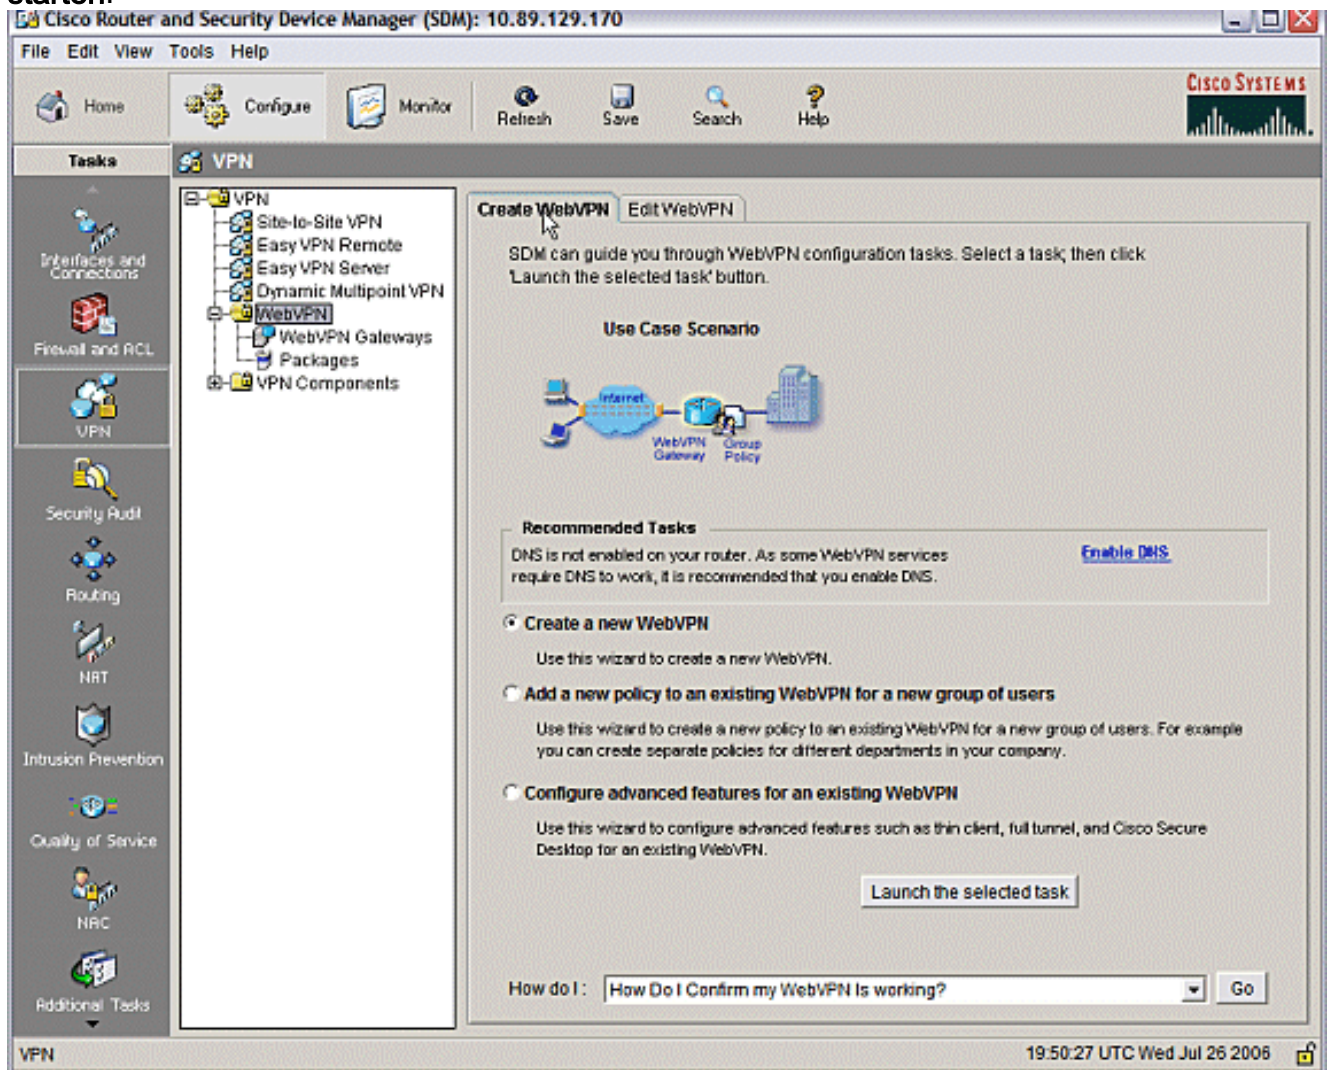 starten.
Cisco Router and Security Device Manager (SDM): 10.89.129.170
File Edit View Tools Help
Home Configure Monitor Refresh Save Search Help
CISCO SYSTEMS
Tasks
VPN
Interfaces and
Connections
Firewall and ACL
VPN
Security Audit
Routing
NAT
Intrusion Prevention
Quality of Service
NAC
Additional Tasks
VPN
Site-to-Site VPN
Easy VPN Remote
Easy VPN Server
Dynamic Multipoint VPN
WebVPN
WebVPN Gateways
Packages
VPN Components
Create WebVPN Edit WebVPN
SDM can guide you through WebVPN configuration tasks. Select a task; then click
'Launch the selected task' button.
Use Case Scenario
Internet
WebVPN
Gateway
Group
Policy
Recommended Tasks
DNS is not enabled on your router. As some WebVPN services
require DNS to work, it is recommended that you enable DNS.
Enable DNS
Create a new WebVPN
Use this wizard to create a new WebVPN.
Add a new policy to an existing WebVPN for a new group of users
Use this wizard to create a new policy to an existing WebVPN for a new group of users. For example
you can create separate policies for different departments in your company.
Configure advanced features for an existing WebVPN
Use this wizard to configure advanced features such as thin client, full tunnel, and Cisco Secure
Desktop for an existing WebVPN.
Launch the selected task
How do I: How Do I Confirm my WebVPN Is working? Go
VPN
19:50:27 UTC Wed Jul 26 2006